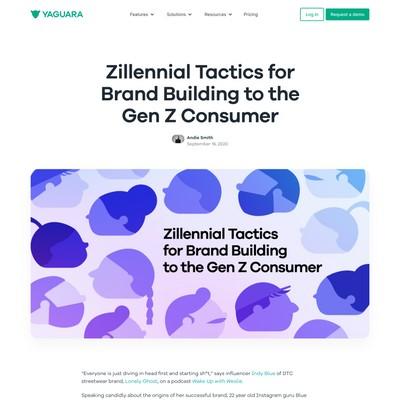 YAGUARA
Features Solutions Resources Pricing
Log in
Request a demo
Zillennial Tactics for
Brand Building to the
Gen Z Consumer
Andie Smith
September 16, 2020
Zillennial Tactics
for Brand Building
to the Gen Z Consumer
"Everyone is just diving in head first and starting sh*t," says influencer Indy Blue of DTC
streetwear brand, Lonely Ghost, on a podcast Wake Up with Wessie.
Speaking candidly about the origins of her successful brand, 22 year old Instagram guru Blue